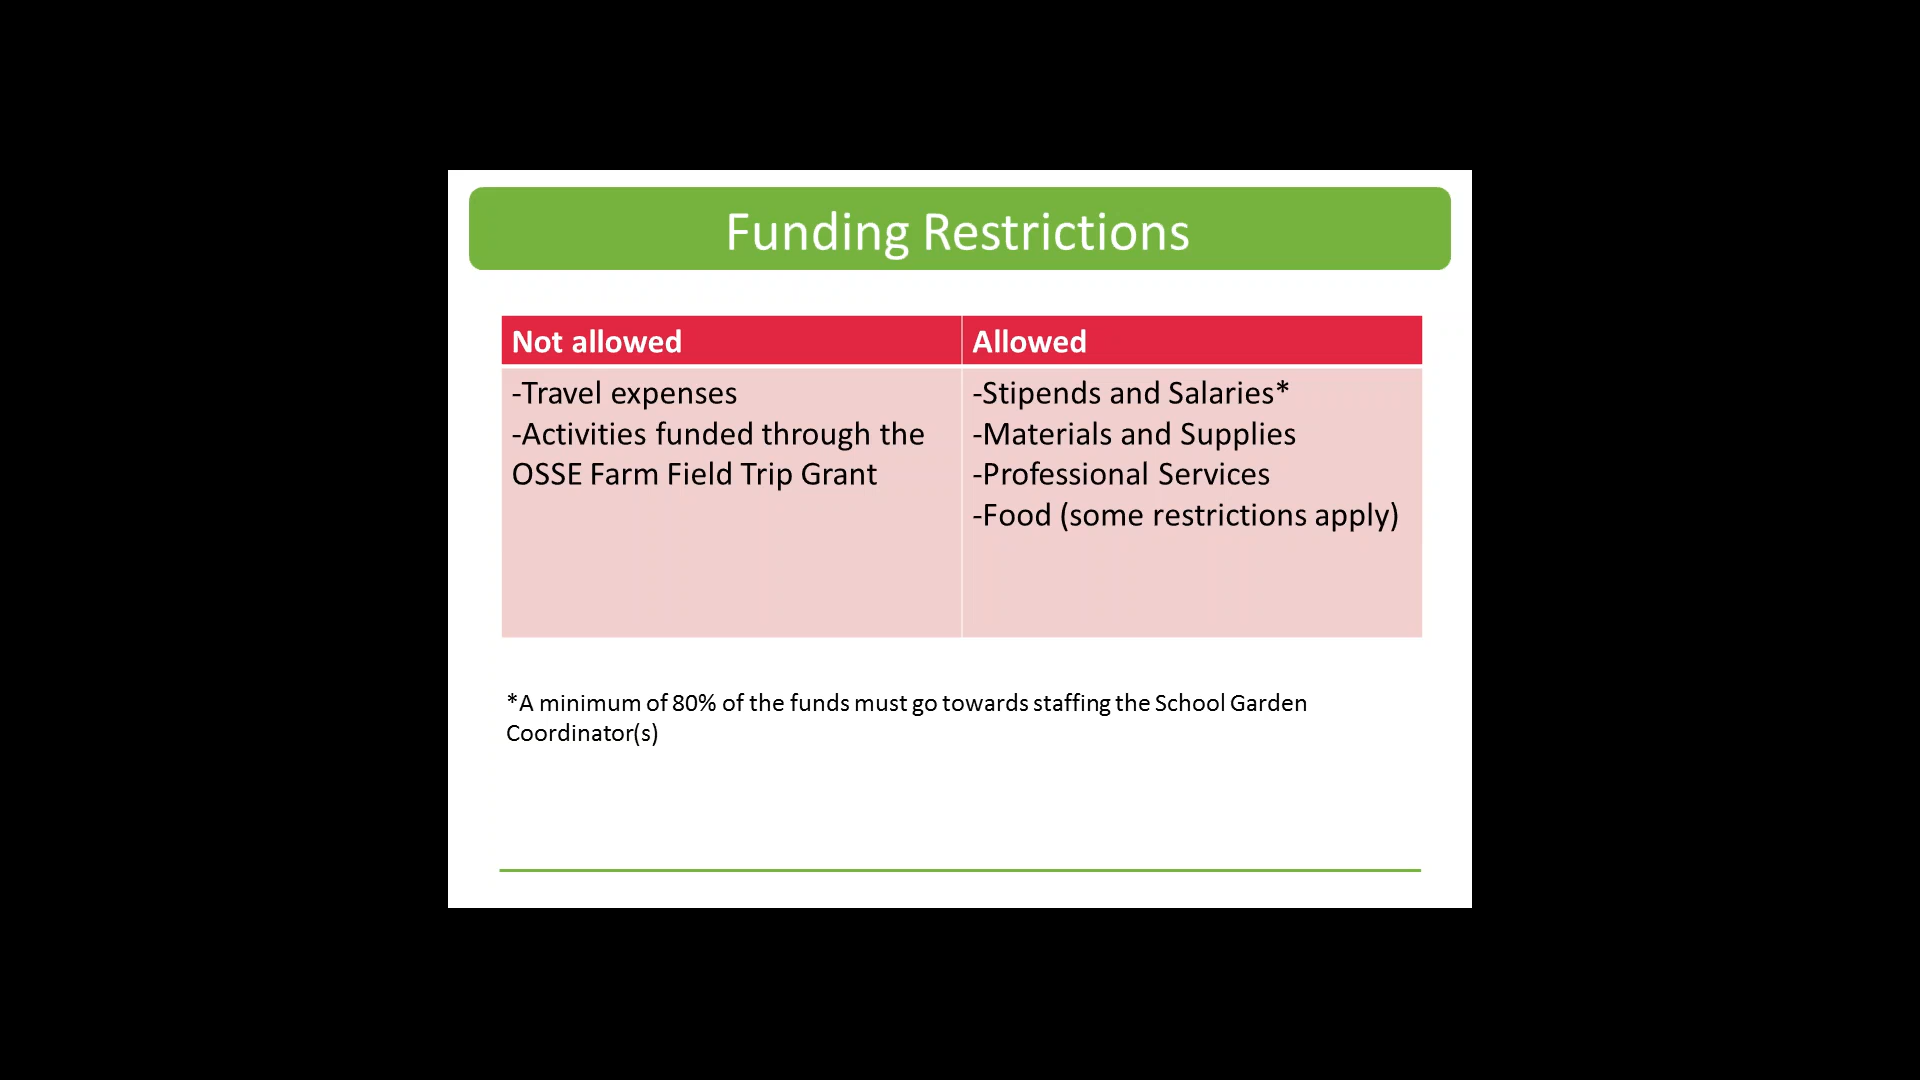 Funding Restrictions
Not allowed
Allowed
-Travel expenses
-Activities funded through the
OSSE Farm Field Trip Grant
-Stipends and Salaries*
-Materials and Supplies
-Professional Services
-Food (some restrictions apply)
*A minimum of 80% of the funds must go towards staffing the School Garden
Coordinator(s)